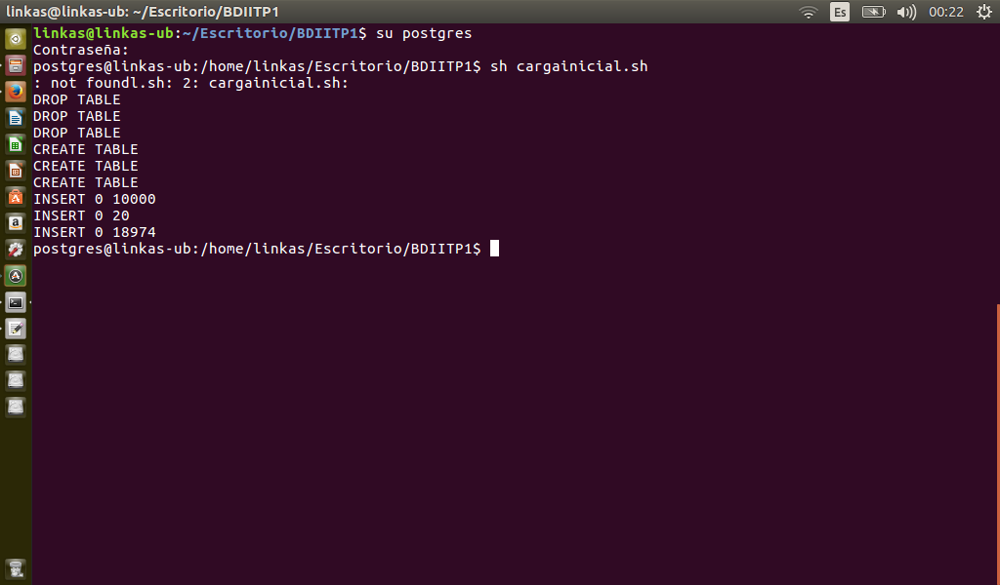 linkas@linkas-ub: ~/Escritorio/BDIITP1
Es
00:22
linkas@linkas-ub:~/Escritorio/BDIITP1$ su postgres
Contraseña:
postgres@linkas-ub:/home/linkas/Escritorio/BDIITP1$ sh cargainicial.sh
: not foundl.sh: 2: cargainicial.sh:
DROP TABLE
DROP TABLE
DROP TABLE
CREATE TABLE
CREATE TABLE
CREATE TABLE
INSERT 0 10000
INSERT 0 20
INSERT 0 18974
postgres@linkas-ub:/home/linkas/Escritorio/BDIITP1$